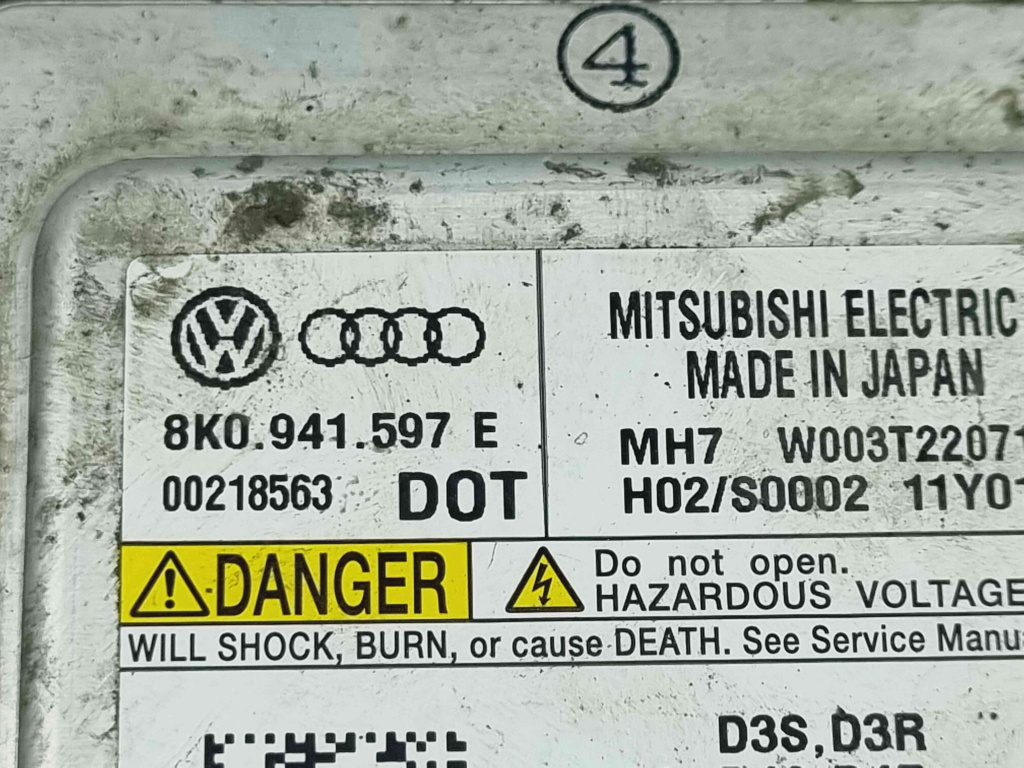 4
8K0.941.597 E
00218563 DOT
MITSUBISHI ELECTRIC
MADE IN JAPAN
MH7 W003T22071
H02/S0002 11Y01
DANGER
Do not open.
HAZARDOUS VOLTAGE
WILL SHOCK, BURN, or cause DEATH. See Service Manu
D3S, D3R